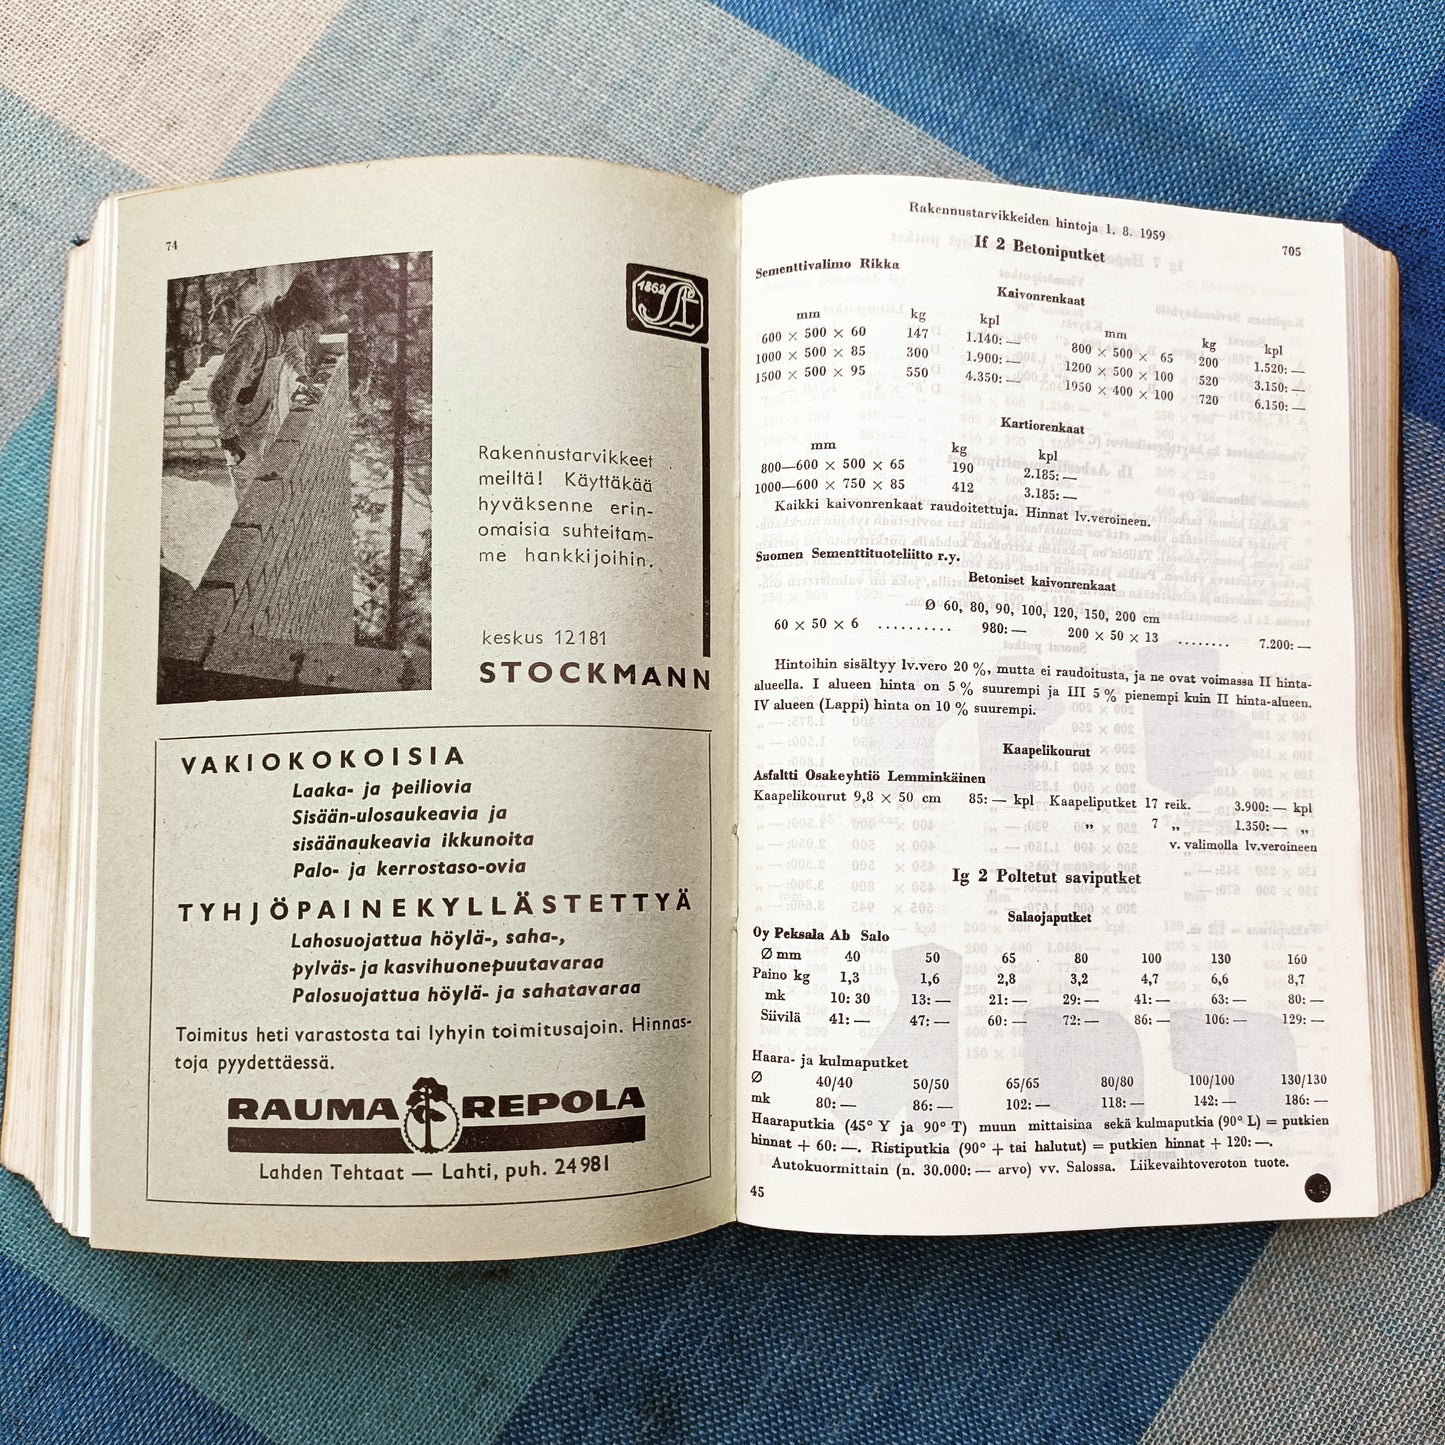 74
1862
Rakennustarvikkeet
meiltä! Käyttäkää
hyväksenne erin-
omaisia suhteitam-
me hankkijoihin.
keskus 12181
STOCKMANN
VAKIOKOKOISIA
Laaka- ja peiliovia
Sisään-ulosaukeavia ja
sisäänaukeavia ikkunoita
Palo- ja kerrostaso-ovia
TYHJÖPAINEKYLLÄSTETTYÄ
Lahosuojattua höylä-, saha-,
pylväs- ja kasvihuonepuutavaraa
Palosuojattua höylä- ja sahatavaraa
Toimitus heti varastosta tai lyhyin toimitusajoin. Hinnas-
toja pyydettäessä.
RAUMA REPOLA
Lahden Tehtaat — Lahti, puh. 24981
Rakennustarvikkeiden hintoja 1. 8. 1959
705
If 2 Betoniputket
Sementtivalimo Rikka
Kaivonrenkaat
mm kg kpl mm kg kpl
600 × 500 × 60 147 1.140: — 800 × 500 × 65 200 1.520: —
1000 × 500 × 85 300 1.900: — 1200 × 500 × 100 520 3.150: —
1500 × 500 × 95 550 4.350: — 1950 × 400 × 100 720 6.150: —
Kartiorenkaat
mm kg kpl
800—600 × 500 × 65 190 2.185: —
1000—600 × 750 × 85 412 3.185: —
Kaikki kaivonrenkaat raudoitettuja. Hinnat lv.veroineen.
Suomen Sementtituoteliitto r.y.
Betoniset kaivonrenkaat
Ø 60, 80, 90, 100, 120, 150, 200 cm
60 × 50 × 6 .......... 980: — 200 × 50 × 13 ........ 7.200: —
Hintoihin sisältyy lv.vero 20 %, mutta ei raudoitusta, ja ne ovat voimassa II hinta-
alueella. I alueen hinta on 5 % suurempi ja III 5 % pienempi kuin II hinta-alueen.
IV alueen (Lappi) hinta on 10 % suurempi.
Kaapelikourut
Asfaltti Osakeyhtiö Lemminkäinen
Kaapelikourut 9,8 × 50 cm 85: — kpl Kaapeliputket 17 reik. 3.900: — kpl
„ 7 „ 1.350: — „
v. valimolla lv.veroineen
Ig 2 Poltetut saviputket
Salaojaputket
Oy Peksala Ab Salo
Ø mm 40 50 65 80 100 130 160
Paino kg 1,3 1,6 2,8 3,2 4,7 6,6 8,7
mk 10: 30 13: — 21: — 29: — 41: — 63: — 80: —
Siivilä 41: — 47: — 60: — 72: — 86: — 106: — 129: —
Haara- ja kulmaputket
Ø 40/40 50/50 65/65 80/80 100/100 130/130
mk 80: — 86: — 102: — 118: — 142: — 186: —
Haaraputkia (45° Y ja 90° T) muun mittaisina sekä kulmaputkia (90° L) = putkien
hinnat + 60: —. Ristiputkia (90° + tai halutut) = putkien hinnat + 120: —.
Autokuormittain (n. 30.000: — arvo) vv. Salossa. Liikevaihtoveroton tuote.
45